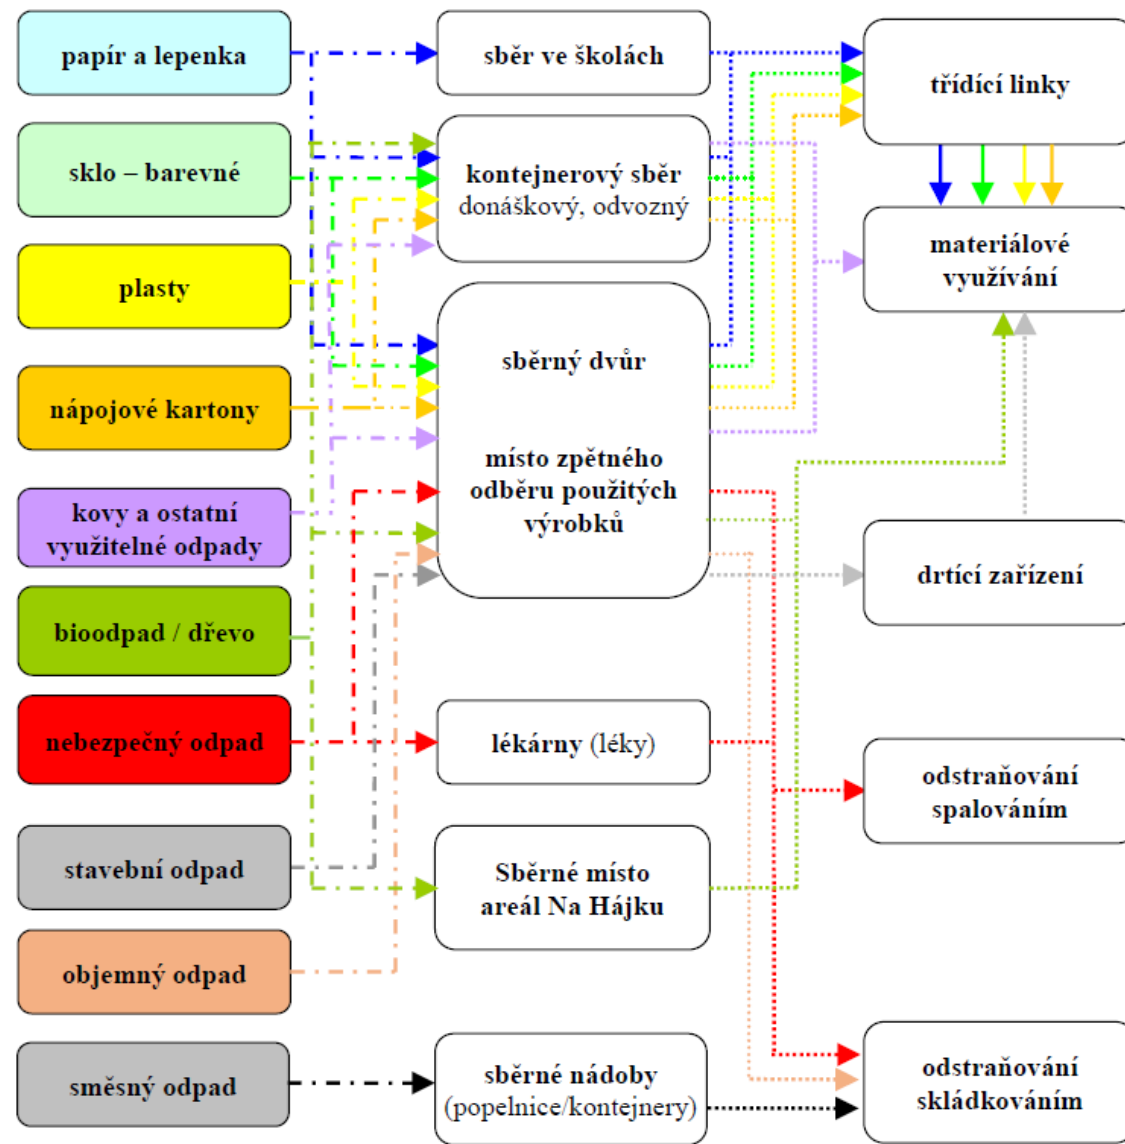 papír a lepenka
sklo – barevné
plasty
nápojové kartony
kovy a ostatní
využitelné odpady
bioodpad / dřevo
nebezpečný odpad
stavební odpad
objemný odpad
směsný odpad
sběr ve školách
kontejnerový sběr
donáškový, odvozný
sběrný dvůr
místo zpětného
odběru použitých
výrobků
lékárny (léky)
Sběrné místo
areál Na Hájku
sběrné nádoby
(popelnice/kontejnery)
třídící linky
materiálové
využívání
drtící zařízení
odstraňování
spalováním
odstraňování
skládkováním